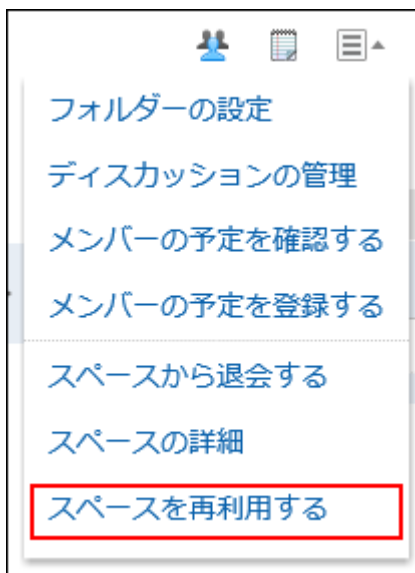 フォルダーの設定
ディスカッションの管理
メンバーの予定を確認する
メンバーの予定を登録する
スペースから退会する
スペースの詳細
スペースを再利用する